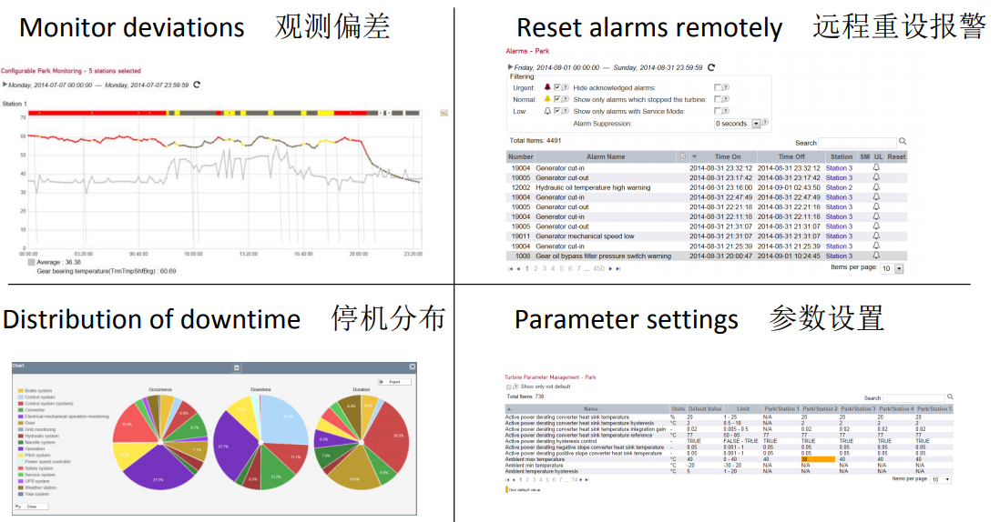 Monitor deviations 观测偏差
Configurable Park Monitoring - 5 stations selected
Monday, 2014-07-07 00:00:00 — Monday, 2014-07-07 23:59:59
Station 1
70
60
50
40
30
20
10
0
00:00:00 03:20:00 06:40:00 10:00:00 13:20:00 16:40:00 20:00:00 23:20:00
Average : 36.38
Gear bearing temperature(TrmTmpShfBrg) : 60.69
Reset alarms remotely 远程重设报警
Alarms - Park
Friday, 2014-08-01 00:00:00 — Sunday, 2014-08-31 23:59:59
Filtering:
Urgent: Hide acknowledged alarms:
Normal: Show only alarms which stopped the turbine:
Low: Show only alarms with Service Mode:
Alarm Suppression: 0 seconds
Total Items: 4491 Search
Number Alarm Name Time On Time Off Station SM UL Reset
19004 Generator cut-in 2014-08-31 23:32:12 2014-08-31 23:32:12 Station 3
19005 Generator cut-out 2014-08-31 23:17:42 2014-08-31 23:17:42 Station 3
12002 Hydraulic oil temperature high warning 2014-08-31 23:16:00 2014-09-01 02:43:50 Station 2
19004 Generator cut-in 2014-08-31 22:47:49 2014-08-31 22:47:49 Station 3
19005 Generator cut-out 2014-08-31 22:21:18 2014-08-31 22:21:18 Station 3
19004 Generator cut-in 2014-08-31 22:11:18 2014-08-31 22:11:18 Station 3
19005 Generator cut-out 2014-08-31 21:31:07 2014-08-31 21:31:07 Station 3
19011 Generator mechanical speed low 2014-08-31 21:31:07 2014-08-31 21:31:07 Station 3
19004 Generator cut-in 2014-08-31 21:25:39 2014-08-31 21:25:39 Station 3
1008 Gear oil bypass filter pressure switch warning 2014-08-31 20:00:47 2014-09-01 10:24:45 Station 3
1 2 3 4 5 6 7 ... 450 Items per page: 10
Distribution of downtime 停机分布
Chart
Export
Brake system
Control system
Control system (system)
Converter
Electrical mechanical operation monitoring
Gear
Grid monitoring
Hydraulic system
Nacelle system
Operation
Pitch system
Power speed controller
Safety system
Service system
UPS system
Weather station
Yaw system
Occurrence Downtime Duration
Close
Parameter settings 参数设置
Turbine Parameter Management - Park
Show only not default
Total Items: 738 Search
Name Units Default Value Limit Park/Station 1 Park/Station 2 Park/Station 3 Park/Station 4 Park/Station 5
Active power derating converter heat sink temperature % 20 1 - 25 20 N/A 20 20 20
Active power derating converter heat sink temperature hysteresis °C 2 0.5 - 10 2 2 2 2 2
Active power derating converter heat sink temperature integration gain - 0.02 0.005 - 0.5 N/A 0.02 0.02 0.02 0.02
Active power derating converter heat sink temperature reference °C 77 50 - 80 77 77 77 77 77
Active power derating hysteresis control - TRUE FALSE - TRUE TRUE TRUE TRUE TRUE TRUE
Active power derating negative slope converter heat sink temperature - 0.05 0.001 - 1 0.05 0.05 0.05 0.05 0.05
Active power derating positive slope converter heat sink temperature - 0.05 0.001 - 1 0.05 0.05 0.05 0.05 0.05
Ambient max temperature °C 40 0 - 40 40 38 40 40 40
Ambient min temperature °C -20 -30 - 20 N/A N/A N/A N/A N/A
Ambient temperature hysteresis °C 5 1 - 20 N/A N/A N/A N/A N/A
1 2 3 4 5 6 7 ... 74 Items per page: 10
Non default value